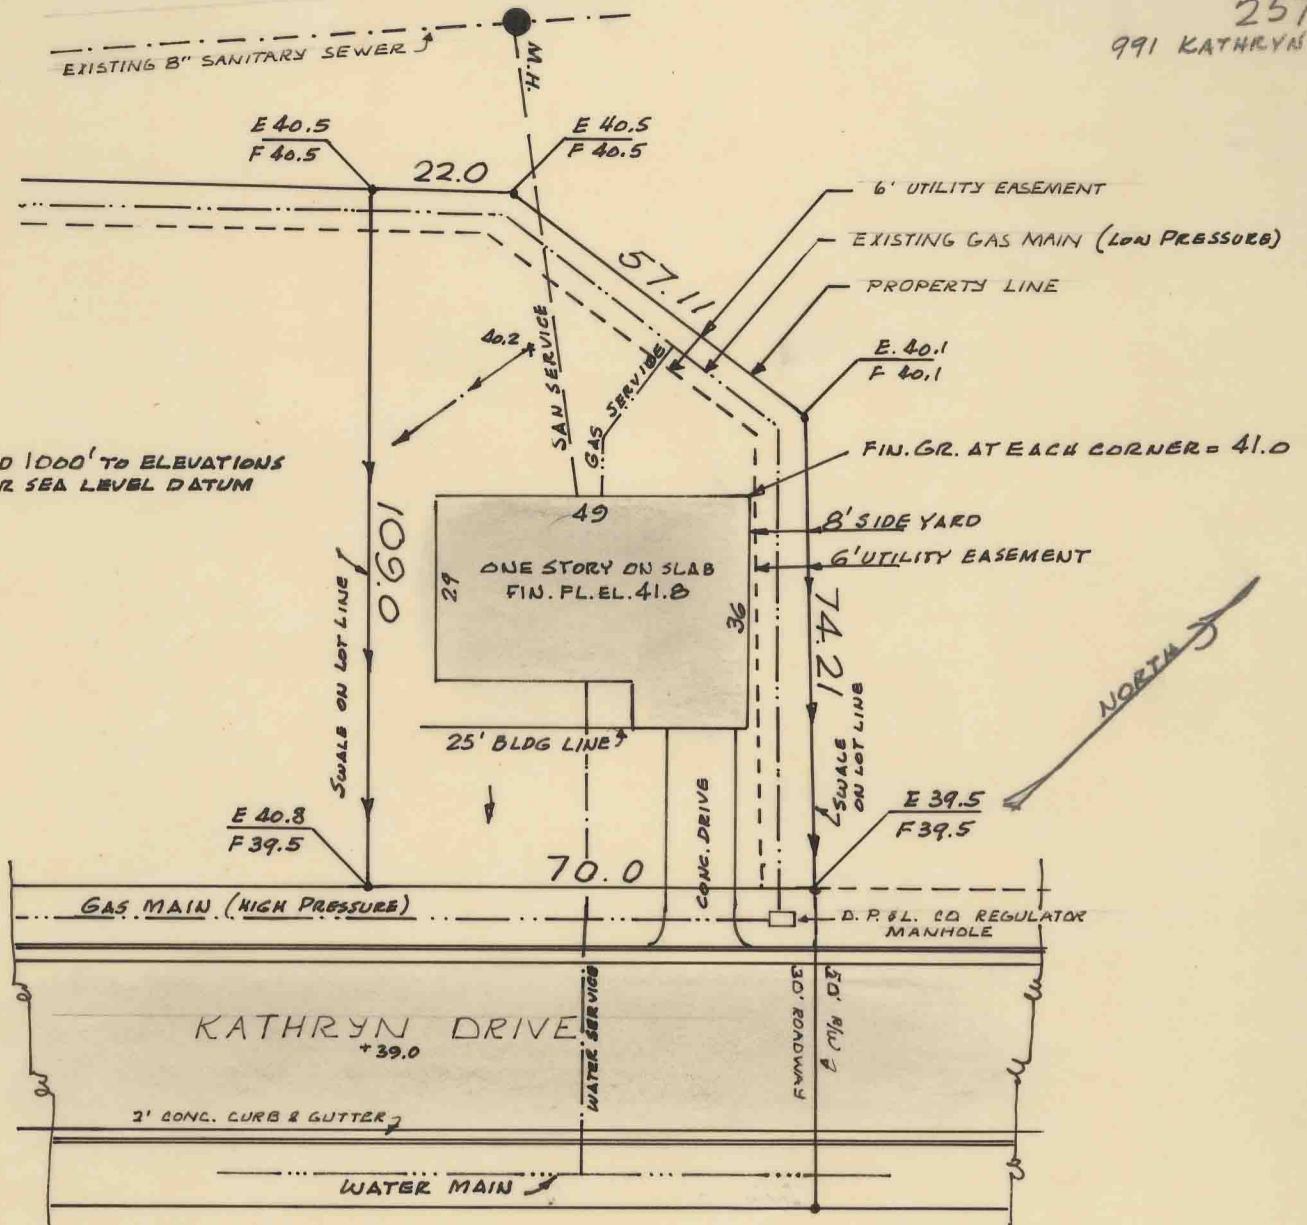 257
991 KATHRYN
EXISTING 8" SANITARY SEWER
M.H.
E 40.5
F 40.5
E 40.5
F 40.5
22.0
6' UTILITY EASEMENT
EXISTING GAS MAIN (LOW PRESSURE)
57.11
PROPERTY LINE
40.2
SAN SERVICE
GAS SERVICE
E. 40.1
F 40.1
D 1000' TO ELEVATIONS
R SEA LEVEL DATUM
FIN. GR. AT EACH CORNER = 41.0
49
8' SIDE YARD
109.0
ONE STORY ON SLAB
FIN. FL. EL. 41.8
29
36
6' UTILITY EASEMENT
74.21
SWALE ON LOT LINE
NORTH
25' BLDG LINE
SWALE
ON LOT LINE
CONC. DRIVE
E 40.8
F 39.5
E 39.5
F 39.5
70.0
GAS MAIN (HIGH PRESSURE)
D. P. & L. CO REGULATOR
MANHOLE
KATHRYN DRIVE
+39.0
WATER SERVICE
30' ROADWAY
50' R/W
2' CONC. CURB & GUTTER
WATER MAIN